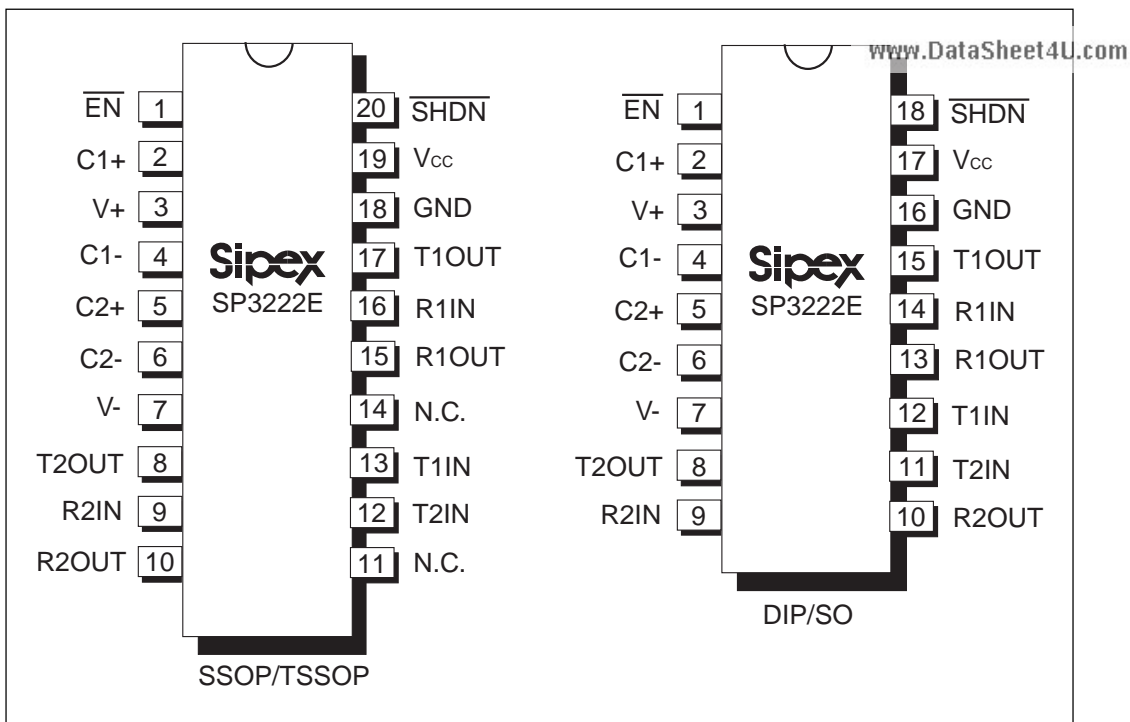 www.DataSheet4U.com
EN 1
C1+ 2
V+ 3
C1- 4
C2+ 5
C2- 6
V- 7
T2OUT 8
R2IN 9
R2OUT 10
20 SHDN
19 Vcc
18 GND
17 T1OUT
16 R1IN
15 R1OUT
14 N.C.
13 T1IN
12 T2IN
11 N.C.
Sipex
SP3222E
SSOP/TSSOP
EN 1
C1+ 2
V+ 3
C1- 4
C2+ 5
C2- 6
V- 7
T2OUT 8
R2IN 9
18 SHDN
17 Vcc
16 GND
15 T1OUT
14 R1IN
13 R1OUT
12 T1IN
11 T2IN
10 R2OUT
Sipex
SP3222E
DIP/SO